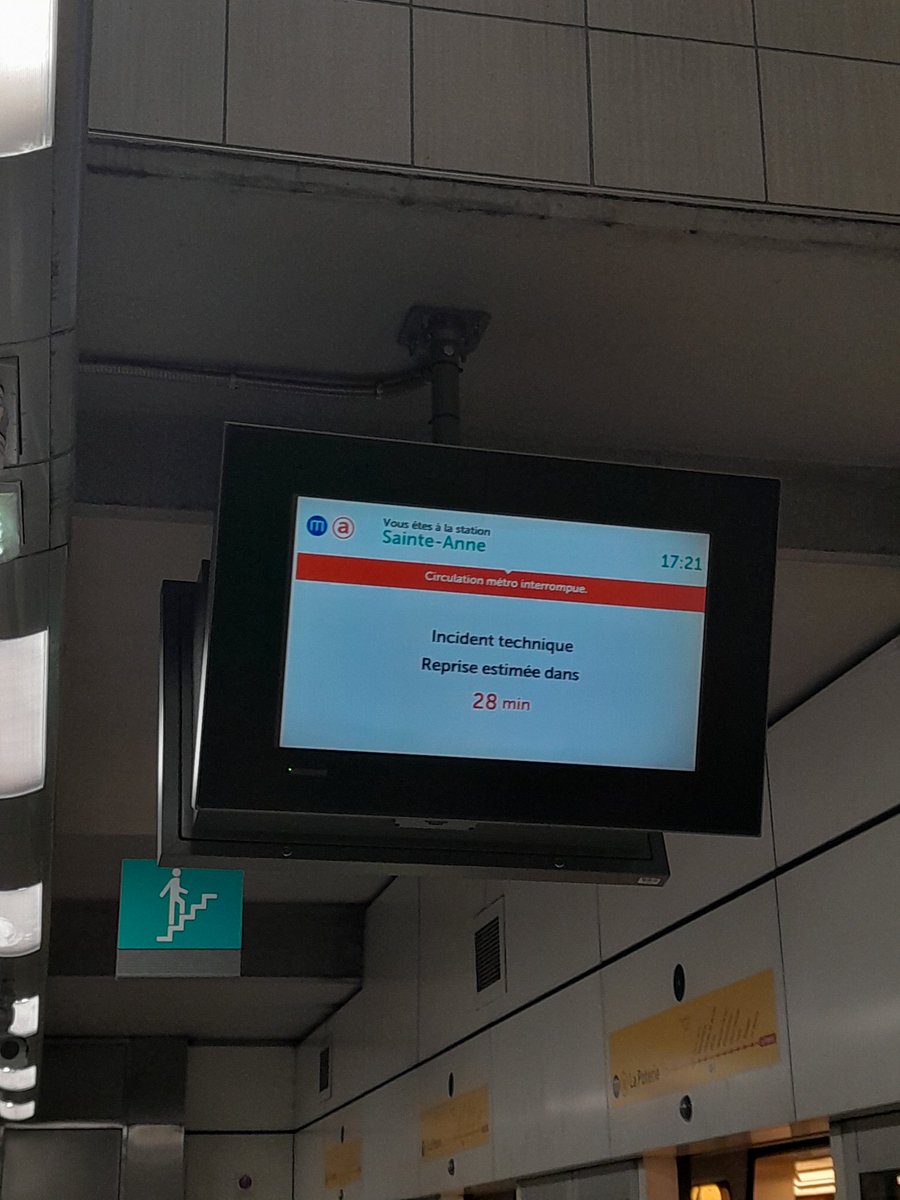 m a
Vous êtes à la station
Sainte-Anne
17:21
Circulation métro interrompue.
Incident technique
Reprise estimée dans
28 min
La Poterie